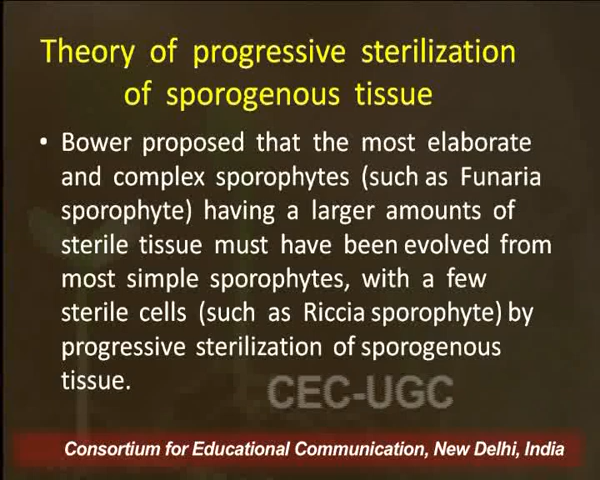 Theory of progressive sterilization
of sporogenous tissue
• Bower proposed that the most elaborate
and complex sporophytes (such as Funaria
sporophyte) having a larger amounts of
sterile tissue must have been evolved from
most simple sporophytes, with a few
sterile cells (such as Riccia sporophyte) by
progressive sterilization of sporogenous
tissue.
CEC-UGC
Consortium for Educational Communication, New Delhi, India